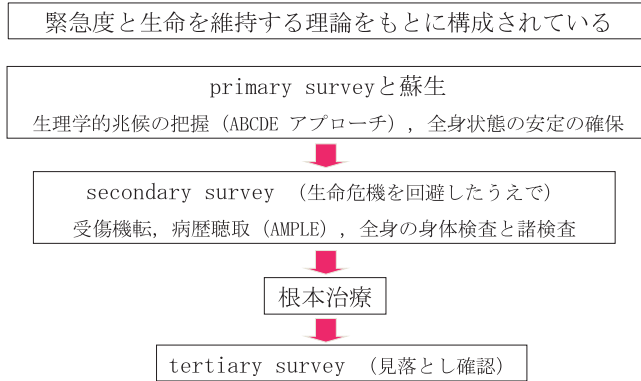 緊急度と生命を維持する理論をもとに構成されている
primary surveyと蘇生
生理学的兆候の把握（ABCDE アプローチ），全身状態の安定の確保
secondary survey （生命危機を回避したうえで）
受傷機転，病歴聴取（AMPLE），全身の身体検査と諸検査
根本治療
tertiary survey （見落とし確認）